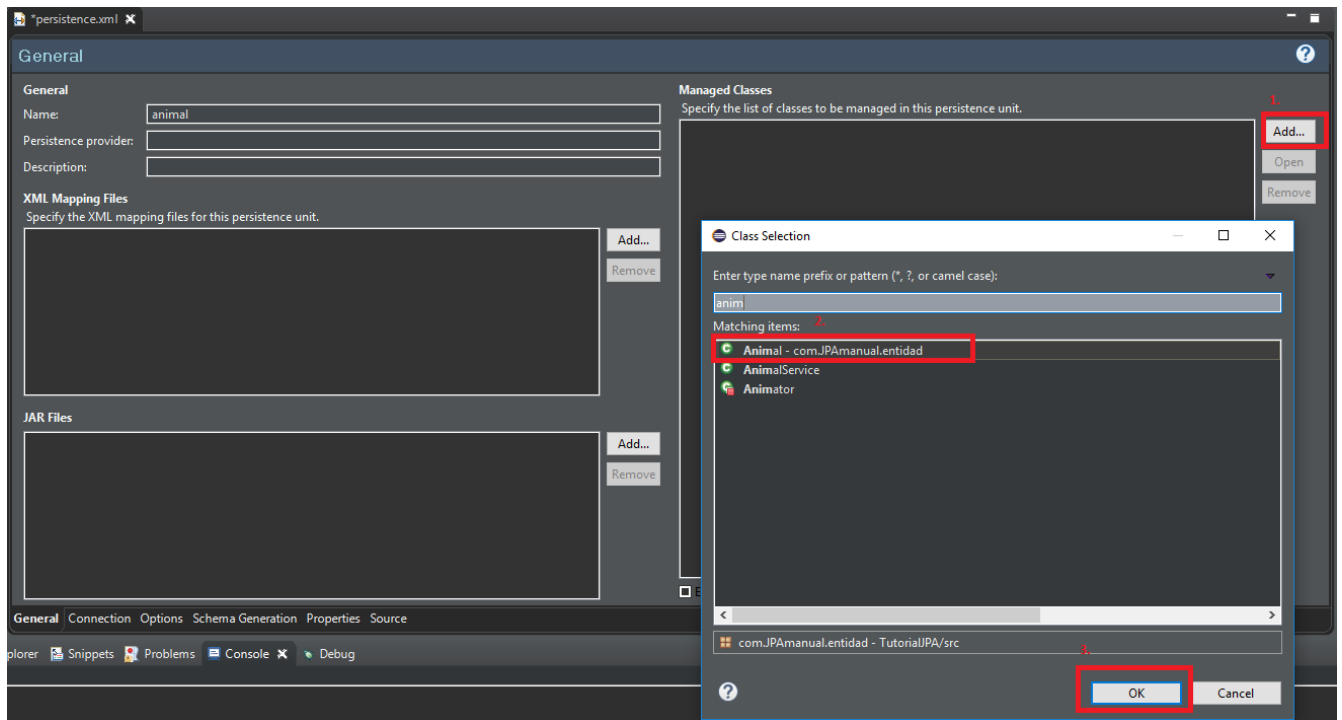 *persistence.xml
General
General
Name:
animal
Persistence provider:
Description:
XML Mapping Files
Specify the XML mapping files for this persistence unit.
Add...
Remove
JAR Files
Add...
Remove
Managed Classes
Specify the list of classes to be managed in this persistence unit.
1.
Add...
Open
Remove
Class Selection
Enter type name prefix or pattern (*, ?, or camel case):
anim
Matching items:
2.
Animal - com.JPAmanual.entidad
AnimalService
Animator
com.JPAmanual.entidad - TutorialJPA/src
OK
Cancel
General Connection Options Schema Generation Properties Source
plorer Snippets Problems Console Debug